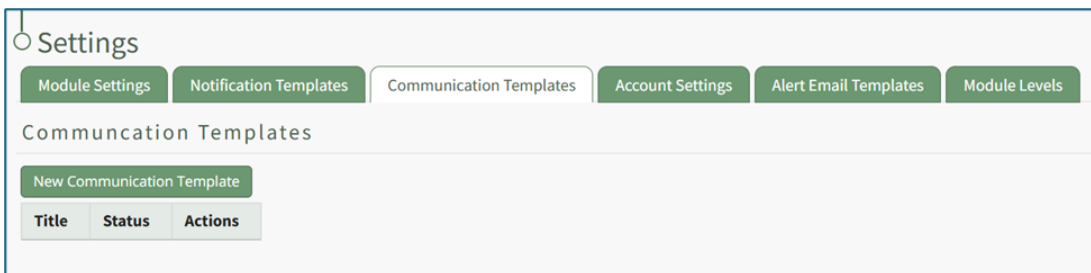 Settings
Module Settings Notification Templates Communication Templates Account Settings Alert Email Templates Module Levels
Communcation Templates
New Communication Template
Title Status Actions